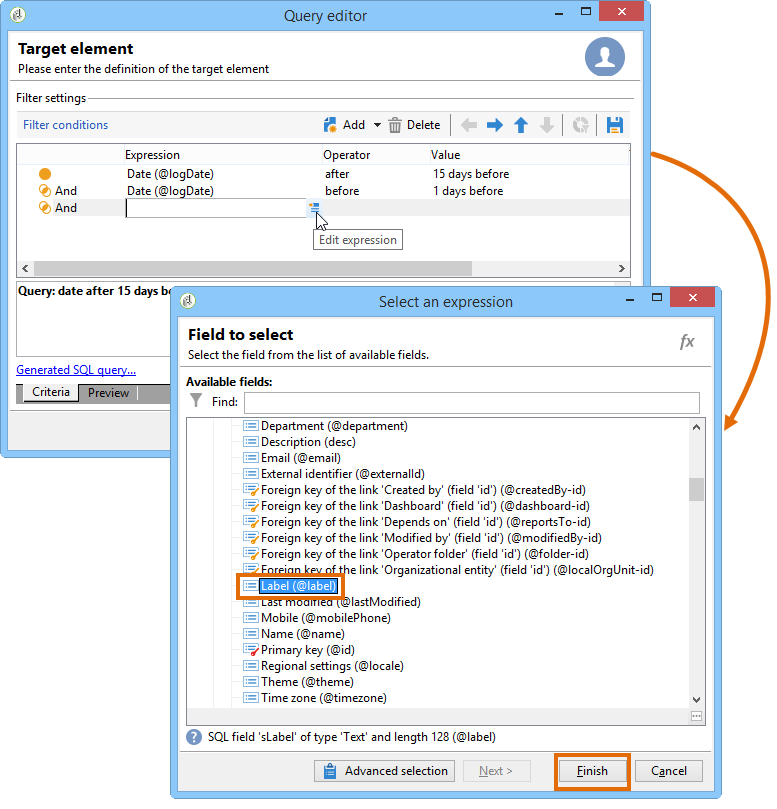 Query editor
Target element
Please enter the definition of the target element
Filter settings
Filter conditions Add Delete
Expression Operator Value
Date (@logDate) after 15 days before
And Date (@logDate) before 1 days before
And
Edit expression
Query: date after 15 days
Generated SQL query...
Criteria Preview
Select an expression
Field to select
Select the field from the list of available fields.
fx
Available fields:
Find:
Department (@department)
Description (desc)
Email (@email)
External identifier (@externalId)
Foreign key of the link 'Created by' (field 'id') (@createdBy-id)
Foreign key of the link 'Dashboard' (field 'id') (@dashboard-id)
Foreign key of the link 'Depends on' (field 'id') (@reportsTo-id)
Foreign key of the link 'Modified by' (field 'id') (@modifiedBy-id)
Foreign key of the link 'Operator folder' (field 'id') (@folder-id)
Foreign key of the link 'Organizational entity' (field 'id') (@localOrgUnit-id)
Label (@label)
Last modified (@lastModified)
Mobile (@mobilePhone)
Name (@name)
Primary key (@id)
Regional settings (@locale)
Theme (@theme)
Time zone (@timezone)
SQL field 'sLabel' of type 'Text' and length 128 (@label)
Advanced selection Next > Finish Cancel